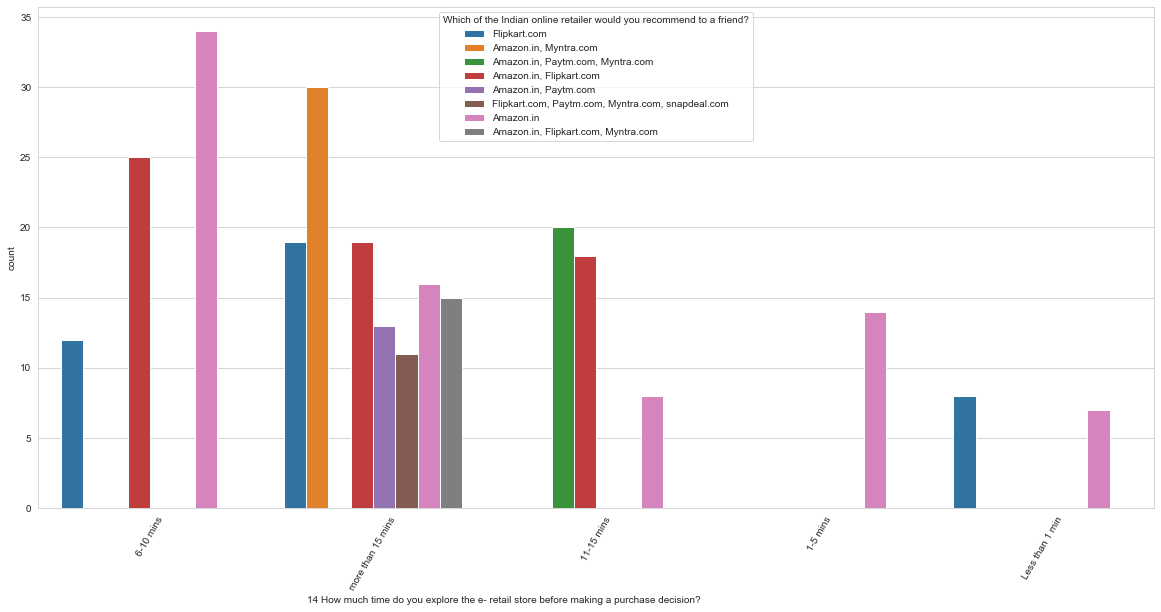 Which of the Indian online retailer would you recommend to a friend?
Flipkart.com
Amazon.in, Myntra.com
Amazon.in, Paytm.com, Myntra.com
Amazon.in, Flipkart.com
Amazon.in, Paytm.com
Flipkart.com, Paytm.com, Myntra.com, snapdeal.com
Amazon.in
Amazon.in, Flipkart.com, Myntra.com
35
30
25
20
15
10
5
0
count
6-10 mins
more than 15 mins
11-15 mins
1-5 mins
Less than 1 min
14 How much time do you explore the e- retail store before making a purchase decision?